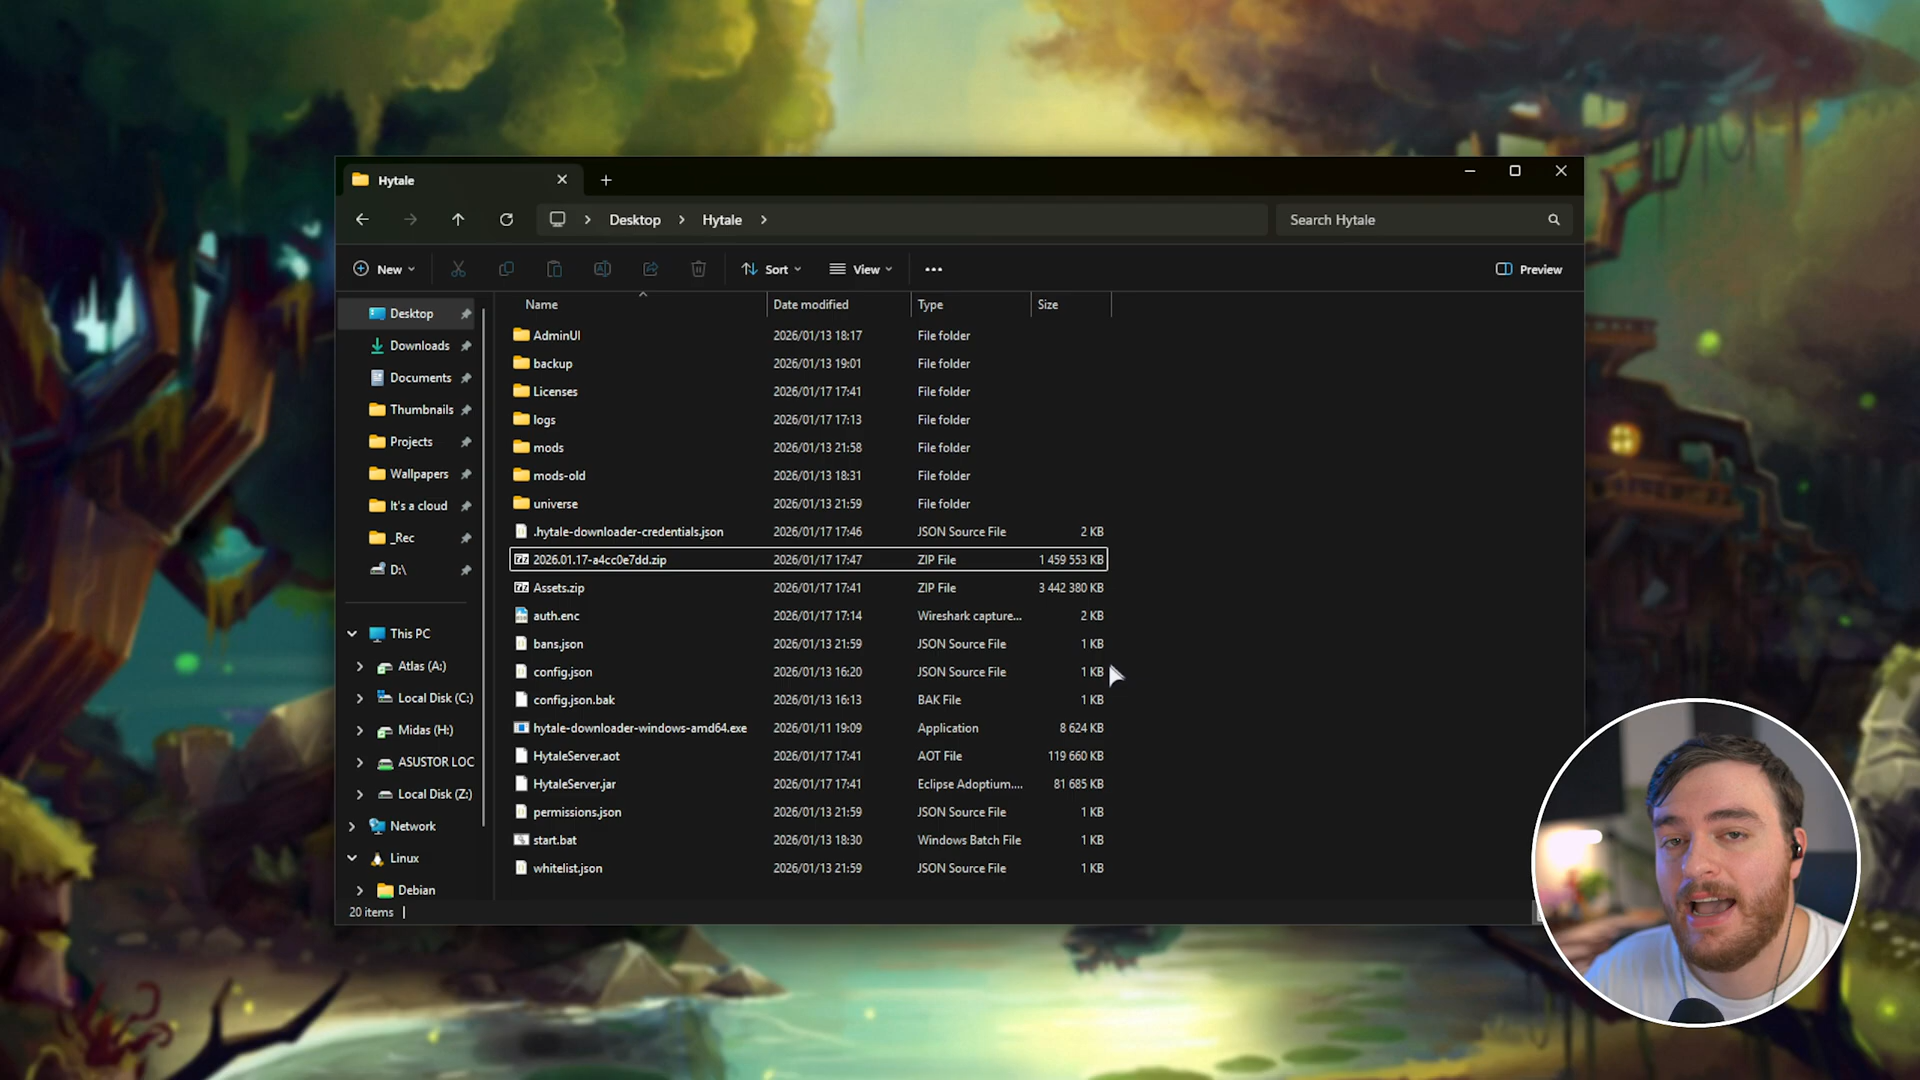 Hytale
Desktop
Hytale
Search Hytale
New
Sort
View
Preview
Name
Date modified
Type
Size
Desktop
Downloads
Documents
Thumbnails
Projects
Wallpapers
It's a cloud
_Rec
D:\
This PC
Atlas (A:)
Local Disk (C:)
Midas (H:)
ASUSTOR LOC
Local Disk (Z:)
Network
Linux
Debian
AdminUI 2026/01/13 18:17 File folder
backup 2026/01/13 19:01 File folder
Licenses 2026/01/17 17:41 File folder
logs 2026/01/17 17:13 File folder
mods 2026/01/13 21:58 File folder
mods-old 2026/01/13 18:31 File folder
universe 2026/01/13 21:59 File folder
.hytale-downloader-credentials.json 2026/01/17 17:46 JSON Source File 2 KB
2026.01.17-a4cc0e7dd.zip 2026/01/17 17:47 ZIP File 1 459 553 KB
Assets.zip 2026/01/17 17:41 ZIP File 3 442 380 KB
auth.enc 2026/01/17 17:14 Wireshark capture... 2 KB
bans.json 2026/01/13 21:59 JSON Source File 1 KB
config.json 2026/01/13 16:20 JSON Source File 1 KB
config.json.bak 2026/01/13 16:13 BAK File 1 KB
hytale-downloader-windows-amd64.exe 2026/01/11 19:09 Application 8 624 KB
HytaleServer.aot 2026/01/17 17:41 AOT File 119 660 KB
HytaleServer.jar 2026/01/17 17:41 Eclipse Adoptium.... 81 685 KB
permissions.json 2026/01/13 21:59 JSON Source File 1 KB
start.bat 2026/01/13 18:30 Windows Batch File 1 KB
whitelist.json 2026/01/13 21:59 JSON Source File 1 KB
20 items